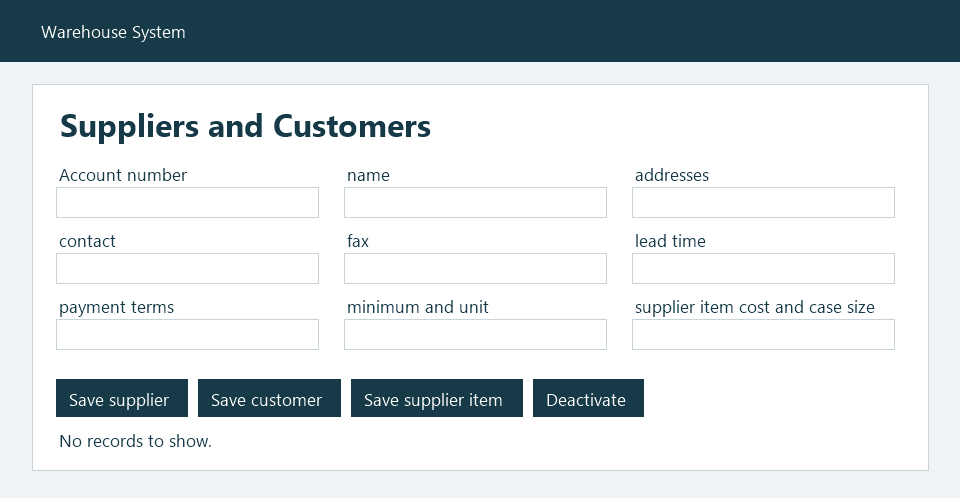 Warehouse System
Suppliers and Customers
Account number name addresses
contact fax lead time
payment terms minimum and unit supplier item cost and case size
Save supplier Save customer Save supplier item Deactivate
No records to show.